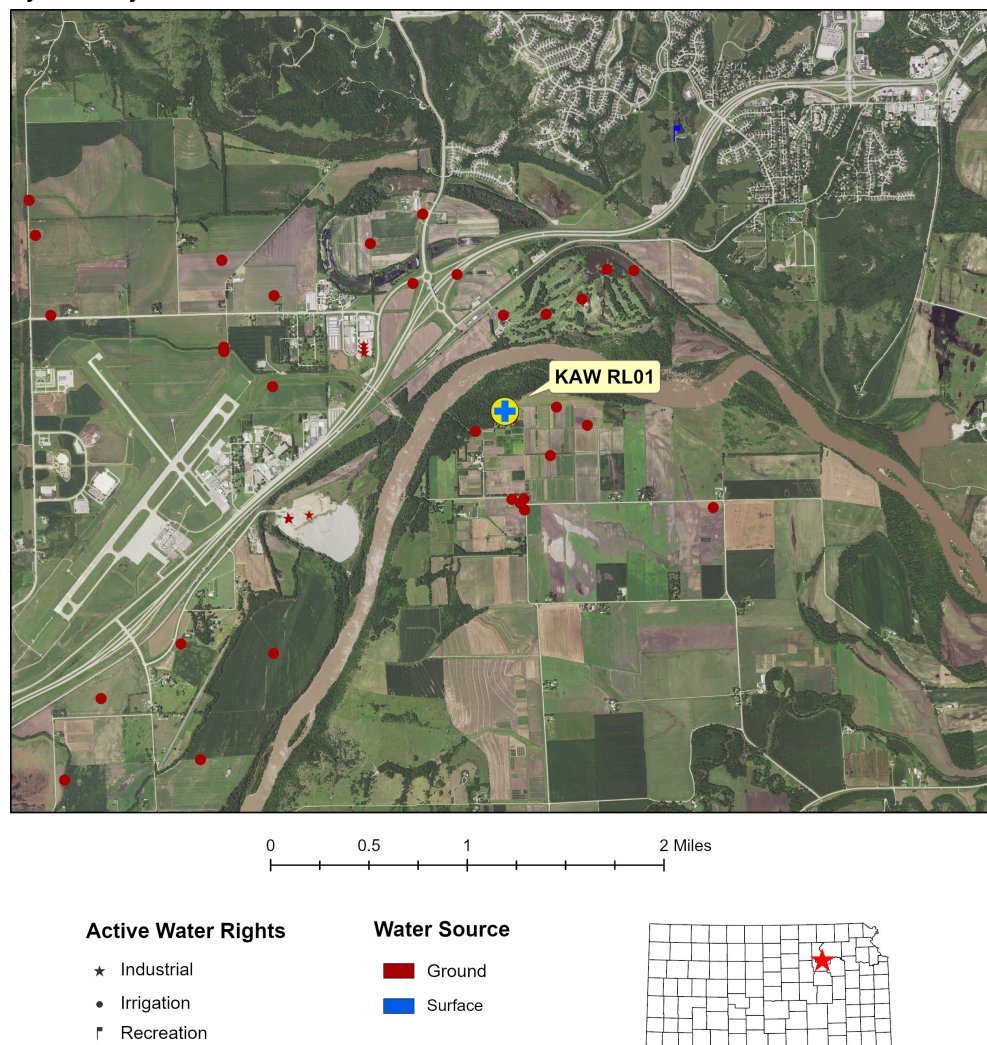 KAW RL01
0 0.5 1 2 Miles
Active Water Rights
Industrial
Irrigation
Recreation
Water Source
Ground
Surface